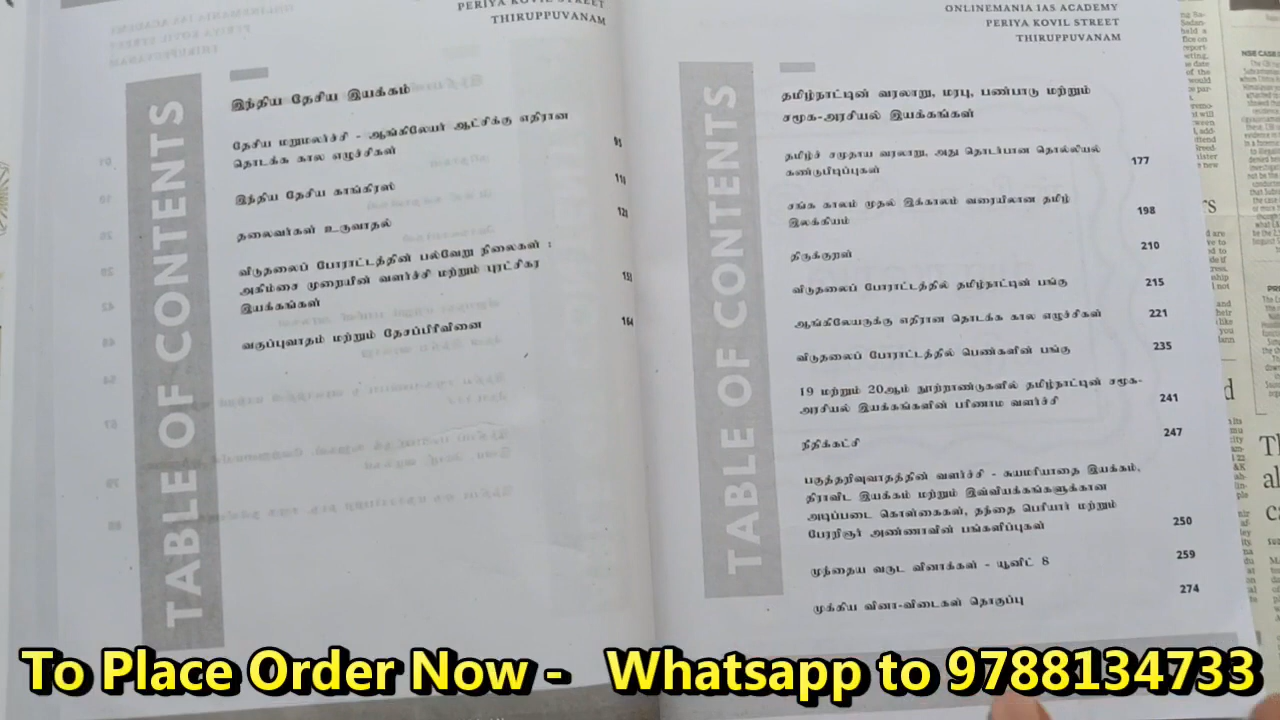 PERIYA KOVIL STREET
THIRUPPUVANAM
TABLE OF CONTENTS
இந்திய தேசிய இயக்கம்
தேசிய மறுமலர்ச்சி - ஆங்கிலேயர் ஆட்சிக்கு எதிரான
தொடக்க கால எழுச்சிகள் 95
இந்திய தேசிய காங்கிரஸ்
தலைவர்கள் உருவாதல் 121
விடுதலைப் போராட்டத்தின் பல்வேறு நிலைகள் :
அகிம்சை முறையின் வளர்ச்சி மற்றும் புரட்சிகர
இயக்கங்கள்
வகுப்புவாதம் மற்றும் தேசப்பிரிவினை 164
ONLINEMANIA IAS ACADEMY
PERIYA KOVIL STREET
THIRUPPUVANAM
TABLE OF CONTENTS
தமிழ்நாட்டின் வரலாறு, மரபு, பண்பாடு மற்றும்
சமூக-அரசியல் இயக்கங்கள்
தமிழ்ச் சமுதாய வரலாறு, அது தொடர்பான தொல்லியல்
கண்டுபிடிப்புகள் 177
சங்க காலம் முதல் இக்காலம் வரையிலான தமிழ்
இலக்கியம் 198
திருக்குறள் 210
விடுதலைப் போராட்டத்தில் தமிழ்நாட்டின் பங்கு 215
ஆங்கிலேயருக்கு எதிரான தொடக்க கால எழுச்சிகள் 221
விடுதலைப் போராட்டத்தில் பெண்களின் பங்கு 235
19 மற்றும் 20ஆம் நூற்றாண்டுகளில் தமிழ்நாட்டின் சமூக-
அரசியல் இயக்கங்களின் பரிணாம வளர்ச்சி 241
நீதிக்கட்சி 247
பகுத்தறிவுவாதத்தின் வளர்ச்சி - சுயமரியாதை இயக்கம்,
திராவிட இயக்கம் மற்றும் இவ்வியக்கங்களுக்கான
அடிப்படை கொள்கைகள், தந்தை பெரியார் மற்றும்
பேரறிஞர் அண்ணாவின் பங்களிப்புகள் 250
முந்தைய வருட வினாக்கள் - யூனிட் 8 259
முக்கிய வினா-விடைகள் தொகுப்பு 274
To Place Order Now - Whatsapp to 9788134733